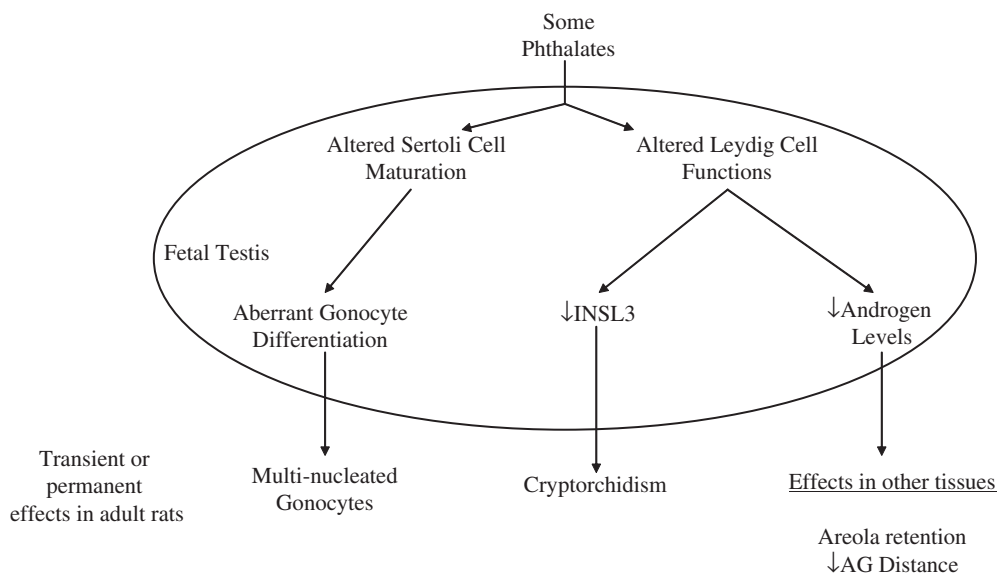 Some
Phthalates
Altered Sertoli Cell
Maturation
Altered Leydig Cell
Functions
Fetal Testis
Aberrant Gonocyte
Differentiation
↓INSL3
↓Androgen
Levels
Transient or
permanent
effects in adult rats
Multi-nucleated
Gonocytes
Cryptorchidism
Effects in other tissues
Areola retention
↓AG Distance